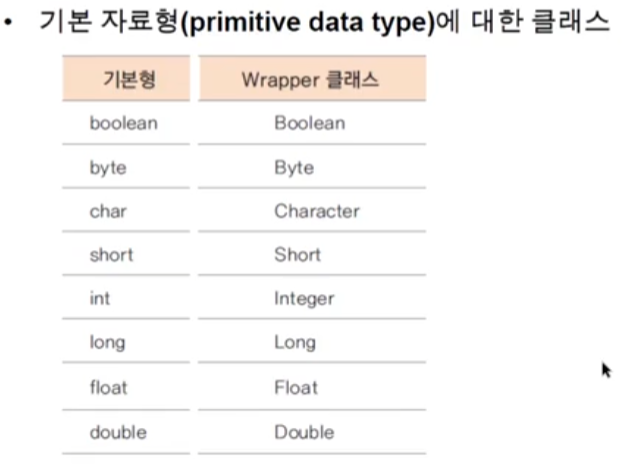 • 기본 자료형(primitive data type)에 대한 클래스
기본형 Wrapper 클래스
boolean Boolean
byte Byte
char Character
short Short
int Integer
long Long
float Float
double Double